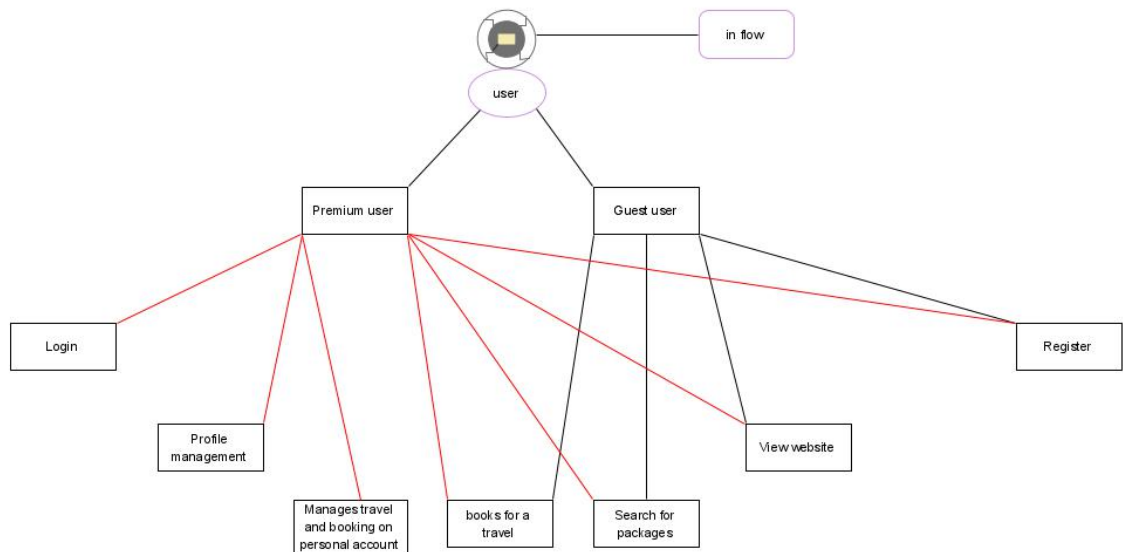 in flow
user
Premium user
Guest user
Login
Register
Profile
management
View website
Manages travel
and booking on
personal account
books for a
travel
Search for
packages